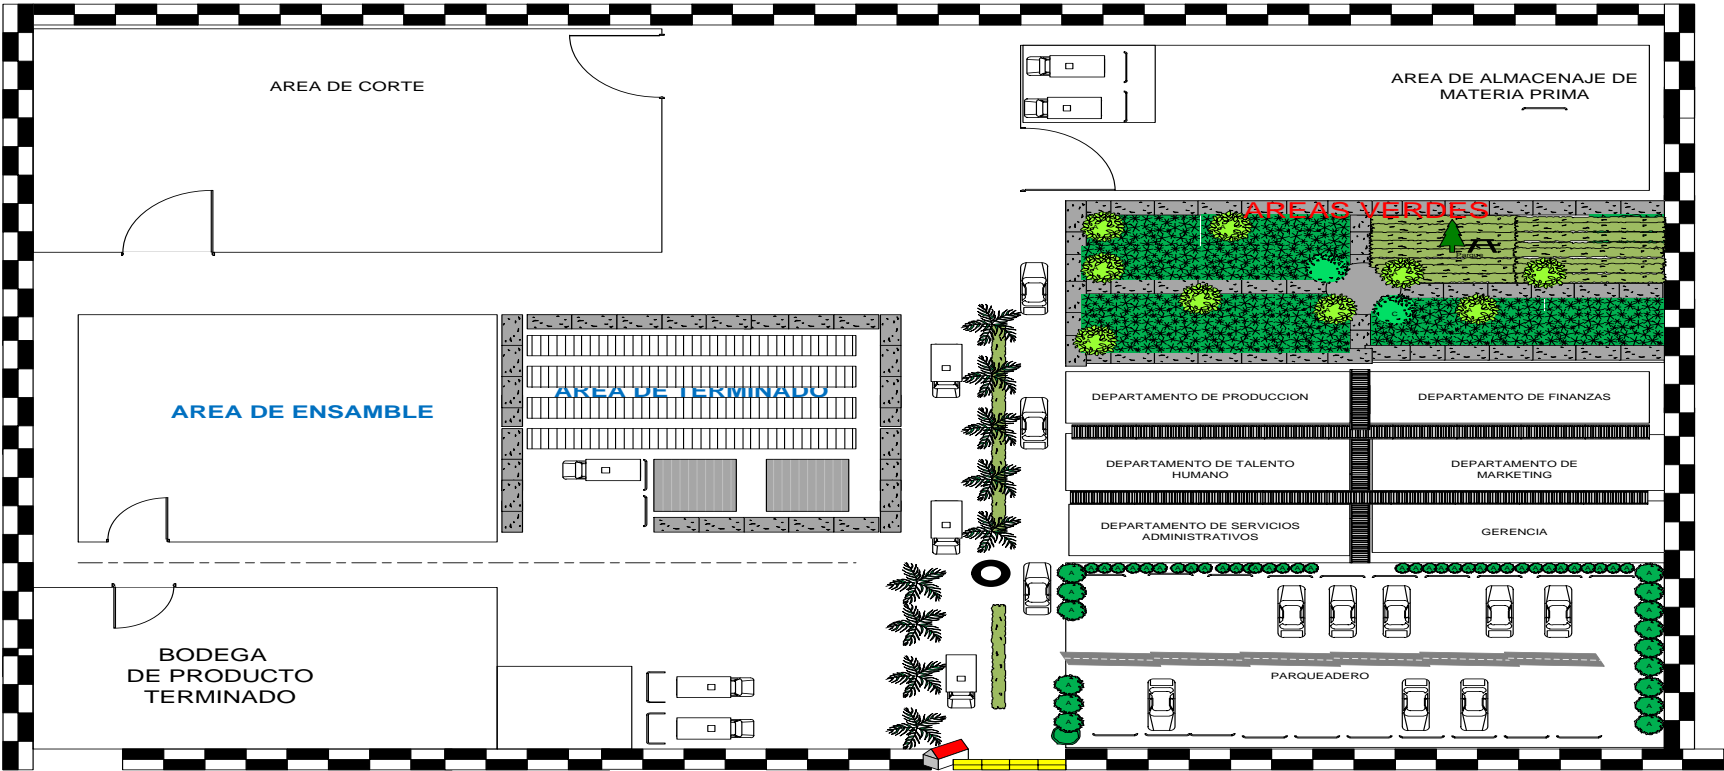 AREA DE CORTE
AREA DE ALMACENAJE DE
MATERIA PRIMA
AREAS VERDES
Parque
AREA DE ENSAMBLE
AREA DE TERMINADO
DEPARTAMENTO DE PRODUCCION
DEPARTAMENTO DE FINANZAS
DEPARTAMENTO DE TALENTO
HUMANO
DEPARTAMENTO DE
MARKETING
DEPARTAMENTO DE SERVICIOS
ADMINISTRATIVOS
GERENCIA
BODEGA
DE PRODUCTO
TERMINADO
PARQUEADERO